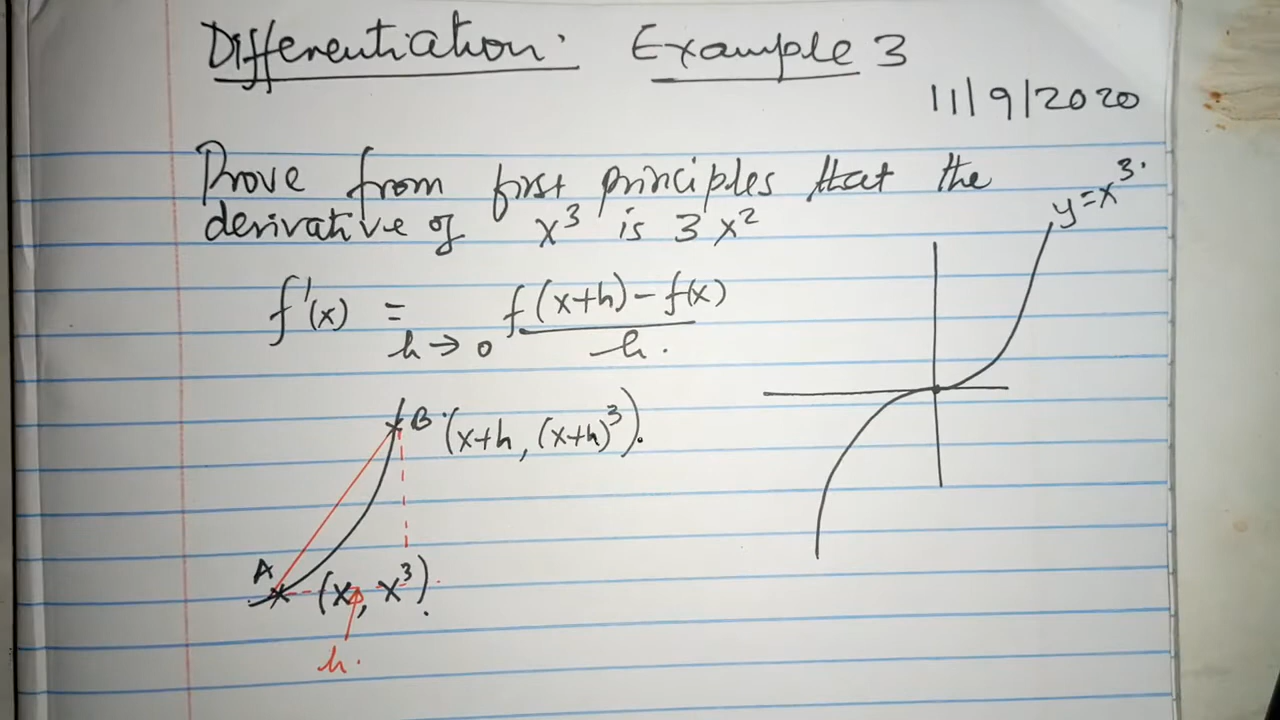 Differentiation: Example 3
11/9/2020
Prove from first principles that the
derivative of x³ is 3x²
y=x³.
f'(x) = f(x+h)-f(x)
h→0 h.
B (x+h, (x+h)³).
A (x, x³).
h.